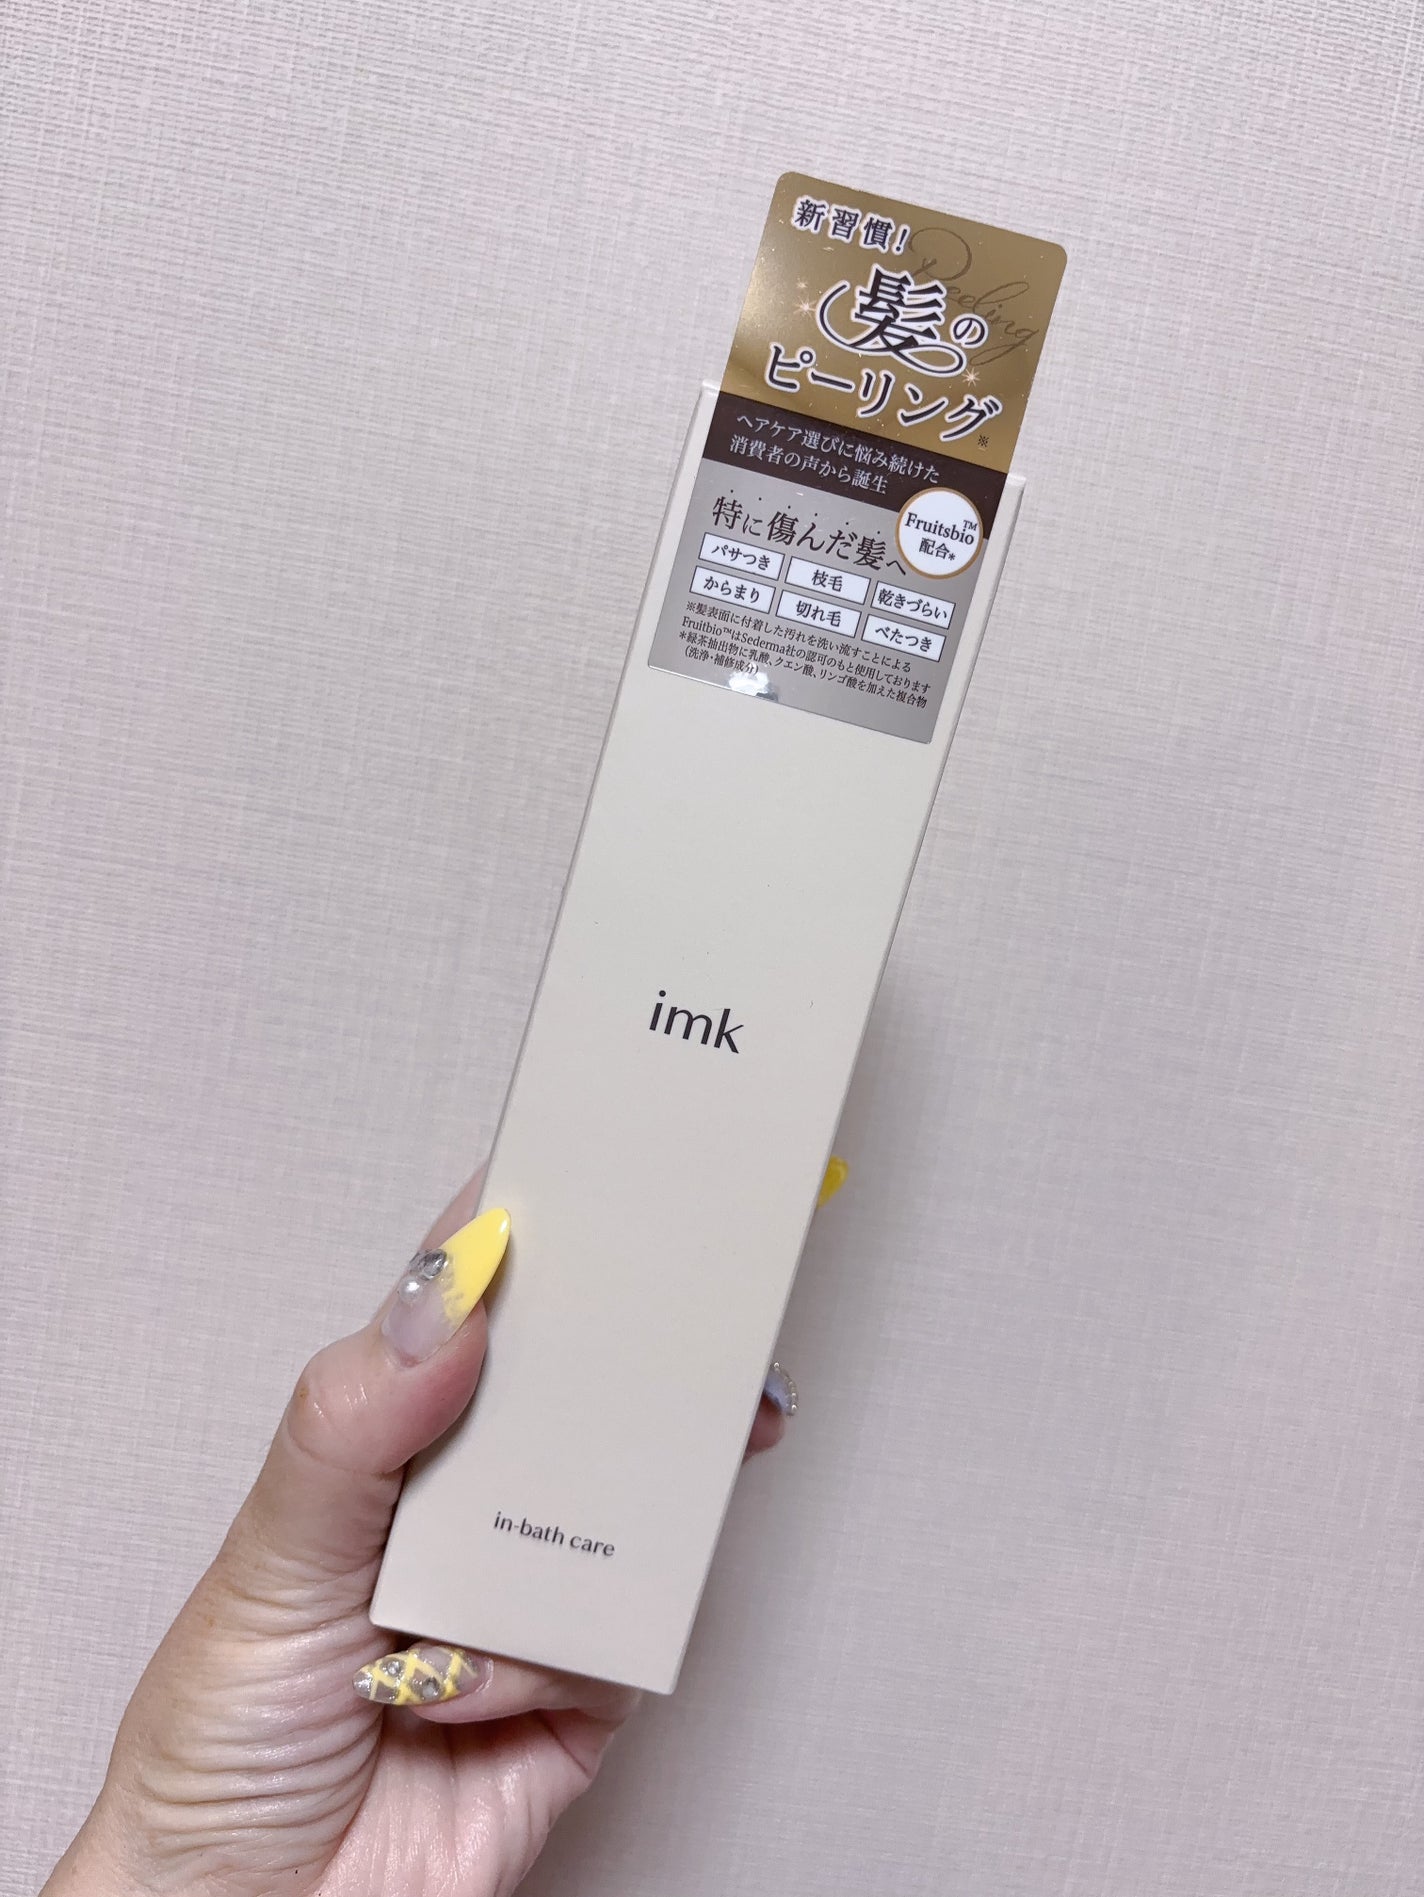 新習慣!
Peeling
髪の
ピーリング※
ヘアケア選びに悩み続けた
消費者の声から誕生
Fruitsbio™
配合*
特に傷んだ髪へ
パサつき 枝毛 乾きづらい
からまり 切れ毛 べたつき
※髪表面に付着した汚れを洗い流すことによる
Fruitbio™はSederma社の認可のもと使用しております
*緑茶抽出物に乳酸、クエン酸、リンゴ酸を加えた複合物
(洗浄・補修成分)
imk
in-bath care